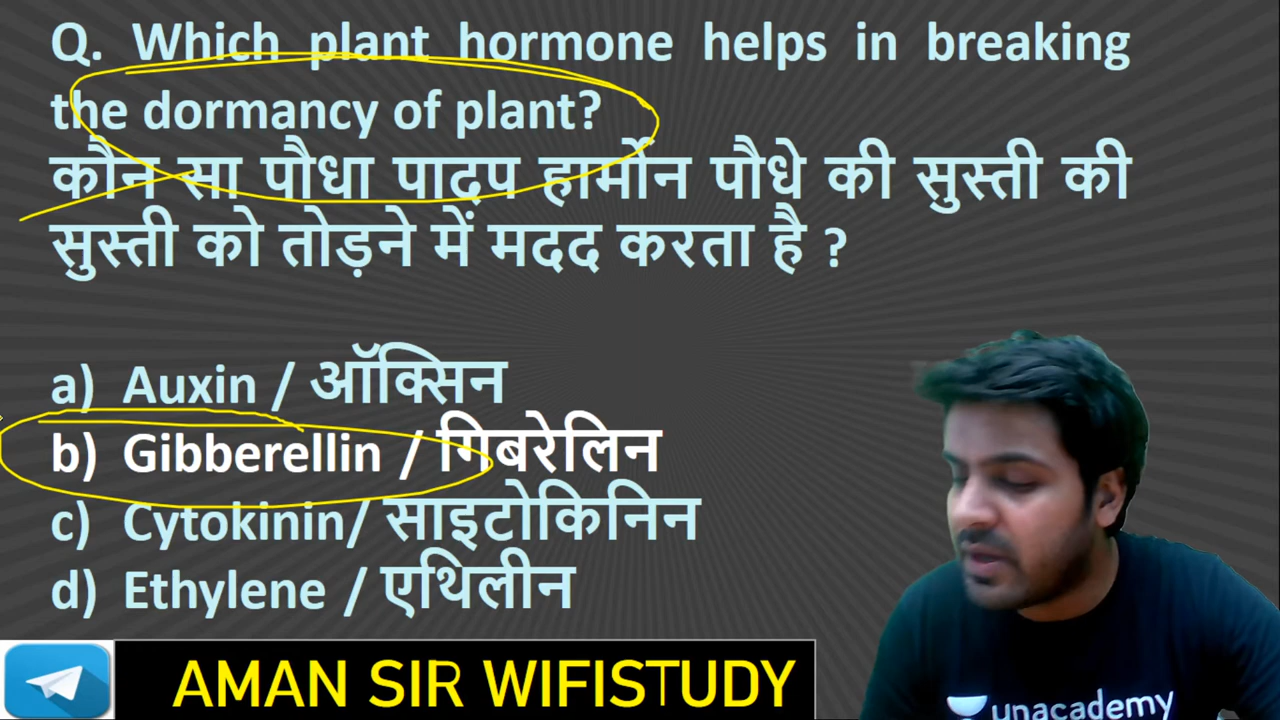 Q. Which plant hormone helps in breaking
the dormancy of plant?
कौन सा पौधा पादप हार्मोन पौधे की सुस्ती की
सुस्ती को तोड़ने में मदद करता है ?
a) Auxin / ऑक्सिन
b) Gibberellin / गिबरेलिन
c) Cytokinin/ साइटोकिनिन
d) Ethylene / एथिलीन
AMAN SIR WIFISTUDY
unacademy